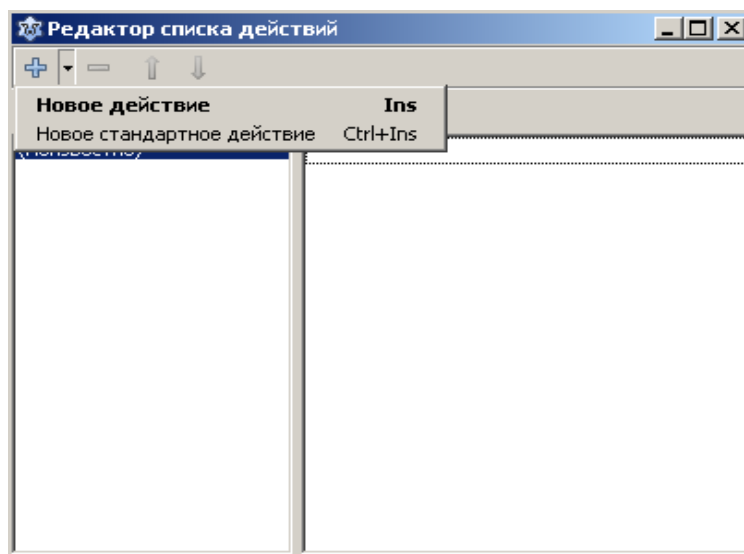 Редактор списка действий
Новое действие Ins
Новое стандартное действие Ctrl+Ins